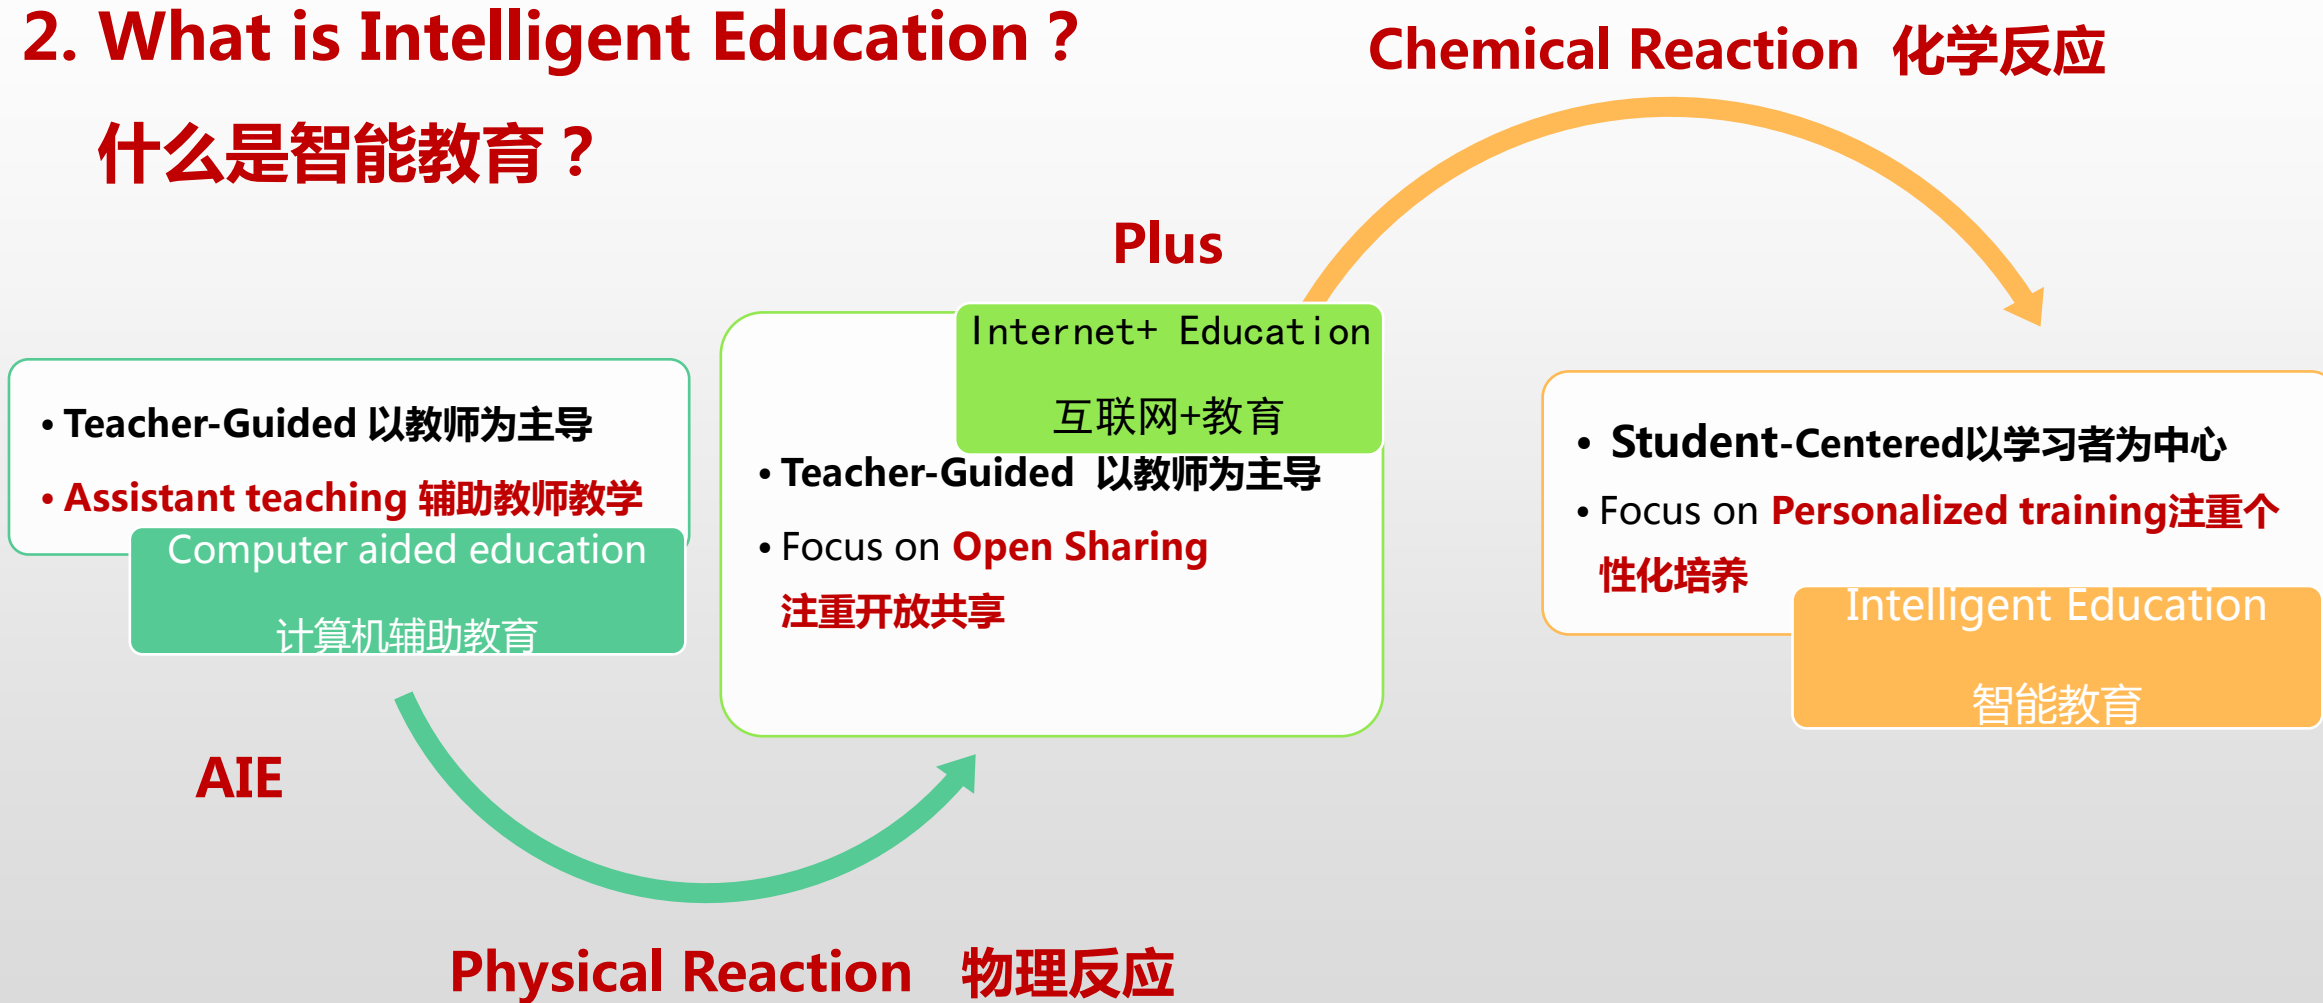 2. What is Intelligent Education？
什么是智能教育？
Chemical Reaction 化学反应
Plus
• Teacher-Guided 以教师为主导
• Assistant teaching 辅助教师教学
Computer aided education
计算机辅助教育
AIE
Physical Reaction 物理反应
Internet+ Education
互联网+教育
• Teacher-Guided 以教师为主导
• Focus on Open Sharing
注重开放共享
• Student-Centered以学习者为中心
• Focus on Personalized training注重个
性化培养
Intelligent Education
智能教育